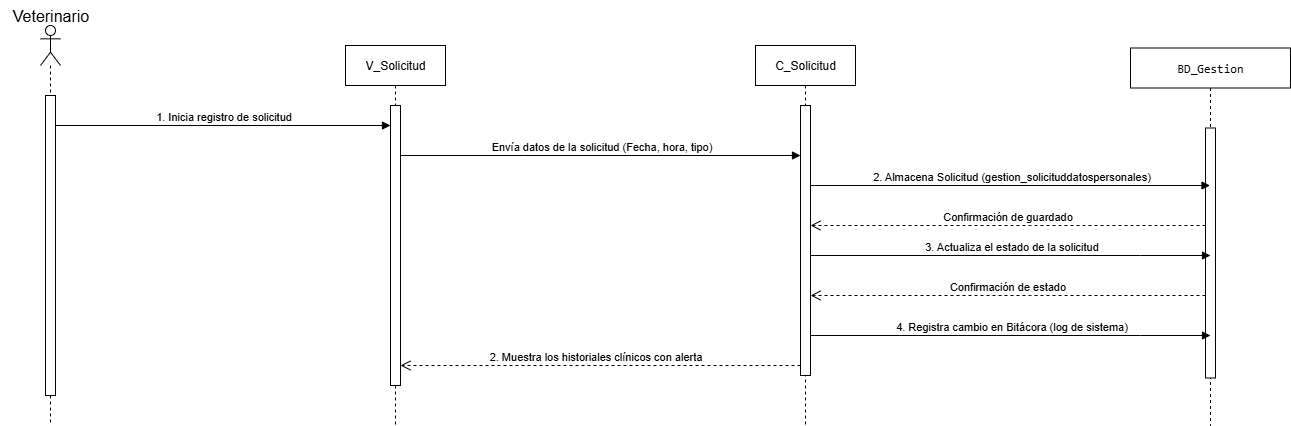 Veterinario
V_Solicitud
C_Solicitud
BD_Gestion
1. Inicia registro de solicitud
Envía datos de la solicitud (Fecha, hora, tipo)
2. Almacena Solicitud (gestion_solicituddatospersonales)
Confirmación de guardado
3. Actualiza el estado de la solicitud
Confirmación de estado
4. Registra cambio en Bitácora (log de sistema)
2. Muestra los historiales clínicos con alerta